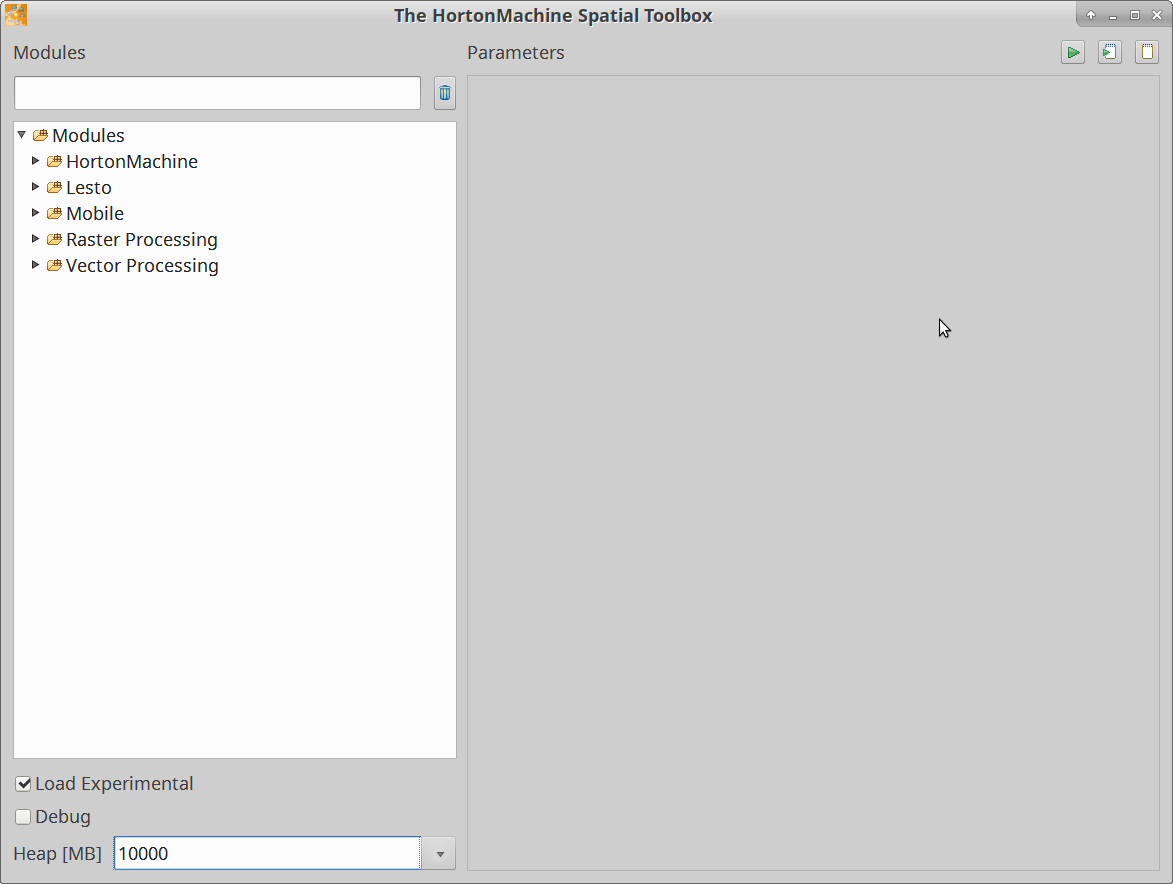 The HortonMachine Spatial Toolbox
Modules
Parameters
Modules
HortonMachine
Lesto
Mobile
Raster Processing
Vector Processing
Load Experimental
Debug
Heap [MB] 10000